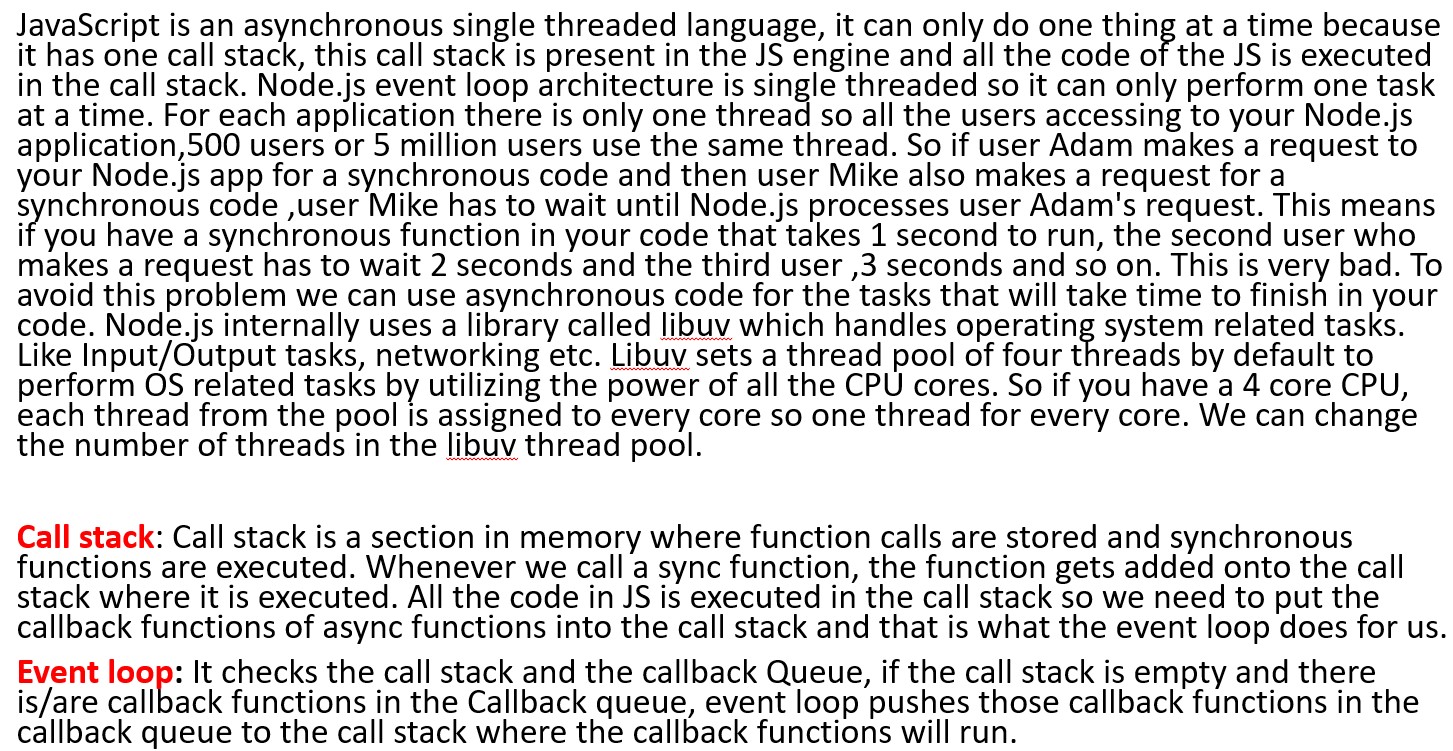 JavaScript is an asynchronous single threaded language, it can only do one thing at a time because
it has one call stack, this call stack is present in the JS engine and all the code of the JS is executed
in the call stack. Node.js event loop architecture is single threaded so it can only perform one task
at a time. For each application there is only one thread so all the users accessing to your Node.js
application,500 users or 5 million users use the same thread. So if user Adam makes a request to
your Node.js app for a synchronous code and then user Mike also makes a request for a
synchronous code ,user Mike has to wait until Node.js processes user Adam's request. This means
if you have a synchronous function in your code that takes 1 second to run, the second user who
makes a request has to wait 2 seconds and the third user ,3 seconds and so on. This is very bad. To
avoid this problem we can use asynchronous code for the tasks that will take time to finish in your
code. Node.js internally uses a library called libuv which handles operating system related tasks.
Like Input/Output tasks, networking etc. Libuv sets a thread pool of four threads by default to
perform OS related tasks by utilizing the power of all the CPU cores. So if you have a 4 core CPU,
each thread from the pool is assigned to every core so one thread for every core. We can change
the number of threads in the libuv thread pool.
Call stack: Call stack is a section in memory where function calls are stored and synchronous
functions are executed. Whenever we call a sync function, the function gets added onto the call
stack where it is executed. All the code in JS is executed in the call stack so we need to put the
callback functions of async functions into the call stack and that is what the event loop does for us.
Event loop: It checks the call stack and the callback Queue, if the call stack is empty and there
is/are callback functions in the Callback queue, event loop pushes those callback functions in the
callback queue to the call stack where the callback functions will run.